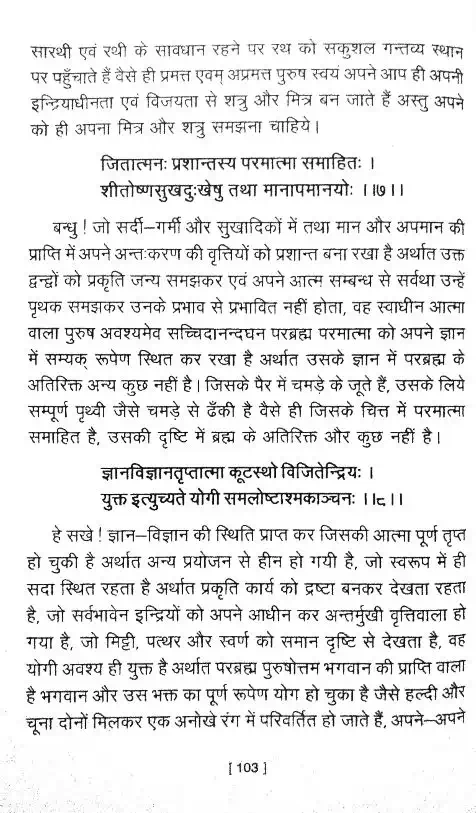 सारथी एवं रथी के सावधान रहने पर रथ को सकुशल गन्तव्य स्थान
पर पहुँचाते हैं वैसे ही प्रमत्त एवम् अप्रमत्त पुरुष स्वयं अपने आप ही अपनी
इन्द्रियाधीनता एवं विजयता से शत्रु और मित्र बन जाते हैं अस्तु अपने
को ही अपना मित्र और शत्रु समझना चाहिये।
जितात्मनः प्रशान्तस्य परमात्मा समाहितः ।
शीतोष्णसुखदुःखेषु तथा मानापमानयोः ।।७।।
बन्धु ! जो सर्दी–गर्मी और सुखादिकों में तथा मान और अपमान की
प्राप्ति में अपने अन्तःकरण की वृत्तियों को प्रशान्त बना रखा है अर्थात उक्त
द्वन्द्वों को प्रकृति जन्य समझकर एवं अपने आत्म सम्बन्ध से सर्वथा उन्हें
पृथक समझकर उनके प्रभाव से प्रभावित नहीं होता, वह स्वाधीन आत्मा
वाला पुरुष अवश्यमेव सच्चिदानन्दघन परब्रह्म परमात्मा को अपने ज्ञान
में सम्यक् रूपेण स्थित कर रखा है अर्थात उसके ज्ञान में परब्रह्म के
अतिरिक्त अन्य कुछ नहीं है। जिसके पैर में चमड़े के जूते हैं, उसके लिये
सम्पूर्ण पृथ्वी जैसे चमड़े से ढँकी है वैसे ही जिसके चित्त में परमात्मा
समाहित है, उसकी दृष्टि में ब्रह्म के अतिरिक्त और कुछ नहीं है।
ज्ञानविज्ञानतृप्तात्मा कूटस्थो विजितेन्द्रियः ।
युक्त इत्युच्यते योगी समलोष्टाश्मकाञ्चनः ।।८।।
हे सखे ! ज्ञान–विज्ञान की स्थिति प्राप्त कर जिसकी आत्मा पूर्ण तृप्त
हो चुकी है अर्थात अन्य प्रयोजन से हीन हो गयी है, जो स्वरूप में ही
सदा स्थित रहता है अर्थात प्रकृति कार्य को द्रष्टा बनकर देखता रहता
है, जो सर्वभावेन इन्द्रियों को अपने आधीन कर अन्तर्मुखी वृत्तिवाला हो
गया है, जो मिट्टी, पत्थर और स्वर्ण को समान दृष्टि से देखता है, वह
योगी अवश्य ही युक्त है अर्थात परब्रह्म पुरुषोत्तम भगवान की प्राप्ति वाला
है भगवान और उस भक्त का पूर्ण रूपेण योग हो चुका है जैसे हल्दी और
चूना दोनों मिलकर एक अनोखे रंग में परिवर्तित हो जाते हैं, अपने–अपने
[ 103 ]